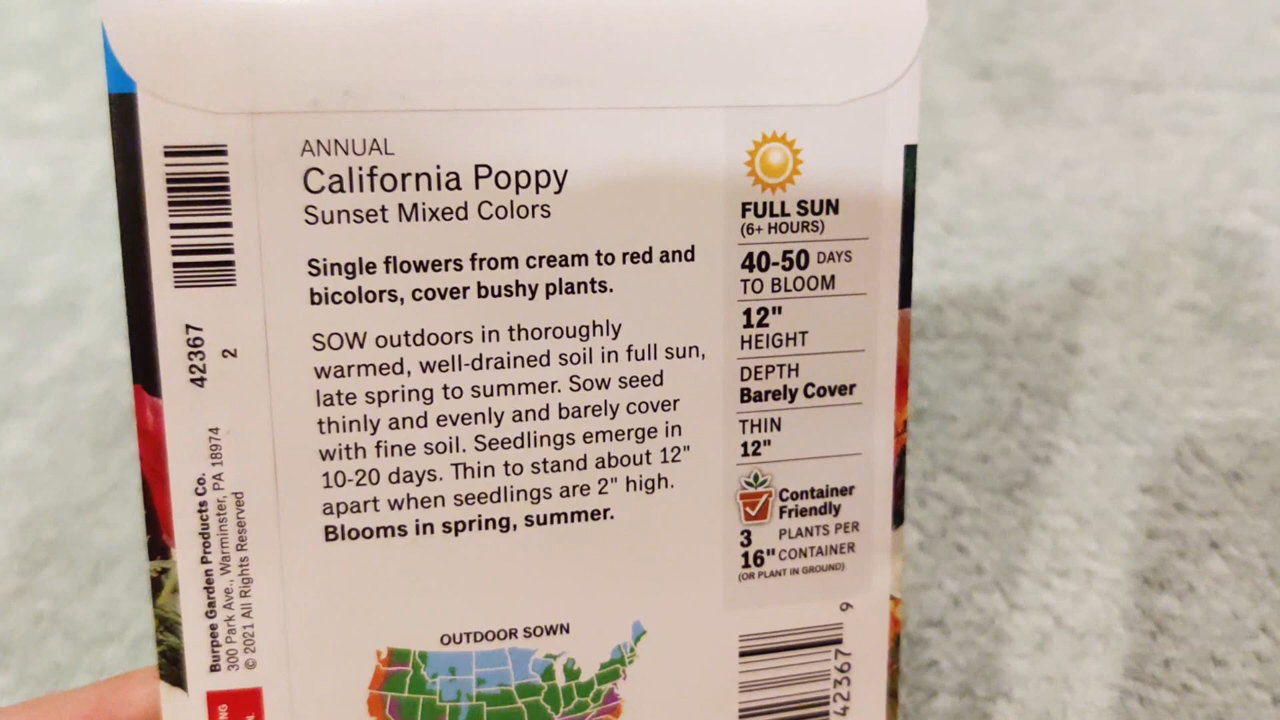 ANNUAL
California Poppy
Sunset Mixed Colors
Single flowers from cream to red and
bicolors, cover bushy plants.
SOW outdoors in thoroughly
warmed, well-drained soil in full sun,
late spring to summer. Sow seed
thinly and evenly and barely cover
with fine soil. Seedlings emerge in
10-20 days. Thin to stand about 12"
apart when seedlings are 2" high.
Blooms in spring, summer.
OUTDOOR SOWN
FULL SUN
(6+ HOURS)
40-50 DAYS
TO BLOOM
12"
HEIGHT
DEPTH
Barely Cover
THIN
12"
Container
Friendly
3 PLANTS PER
16" CONTAINER
(OR PLANT IN GROUND)
42367 9
42367 2
Burpee Garden Products Co.
300 Park Ave., Warminster, PA 18974
© 2021 All Rights Reserved